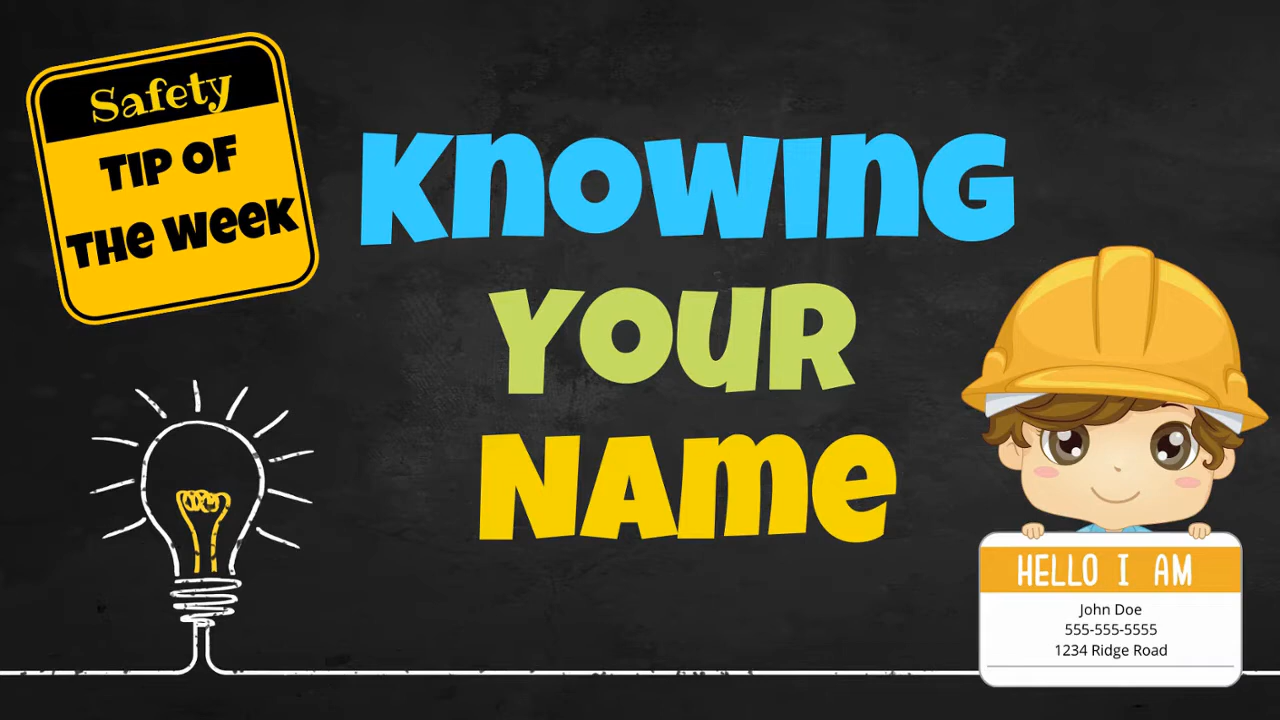 Safety
TIP OF
THE WEEK
KNOWING
YOUR
NAME
HELLO I AM
John Doe
555-555-5555
1234 Ridge Road